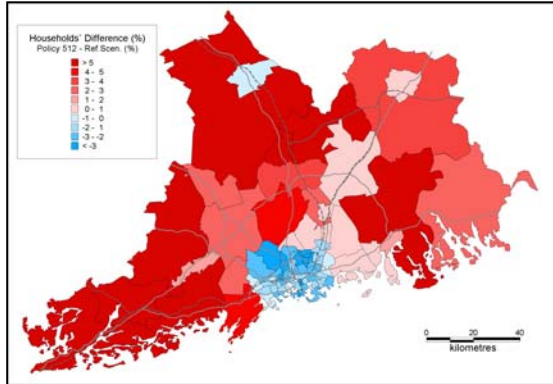 Households´ Difference (%)
Policy 512 - Ref.Scen. (%)
> 5
4 - 5
3 - 4
2 - 3
1 - 2
0 - 1
-1 - 0
-2 - 1
-3 - -2
< -3
0 20 40
kilometres